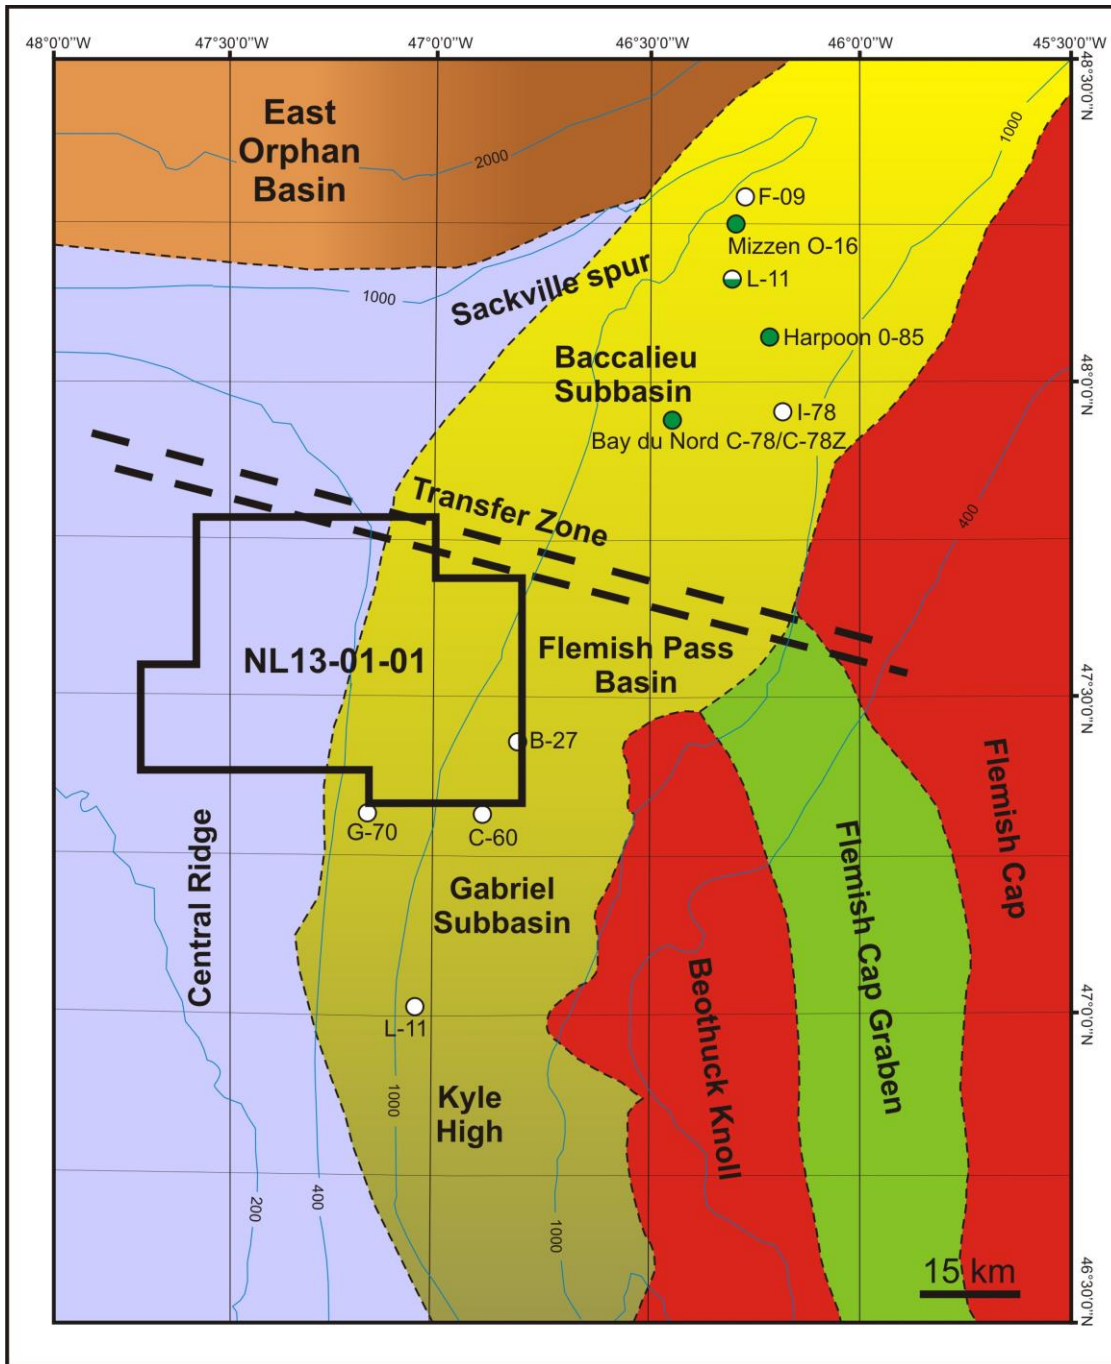 48°0'0"W
47°30'0"W
47°0'0"W
46°30'0"W
46°0'0"W
45°30'0"W
48°30'0"N
East
Orphan
Basin
2000
1000
F-09
Mizzen O-16
L-11
Harpoon 0-85
1000
Sackville spur
Baccalieu
Subbasin
I-78
Bay du Nord C-78/C-78Z
48°0'0"N
Transfer Zone
400
NL13-01-01
Flemish Pass
Basin
47°30'0"N
B-27
G-70
C-60
Central Ridge
Gabriel
Subbasin
Flemish Cap
Flemish Cap Graben
Beothuck Knoll
L-11
47°0'0"N
Kyle
High
200
400
1000
1000
15 km
46°30'0"N